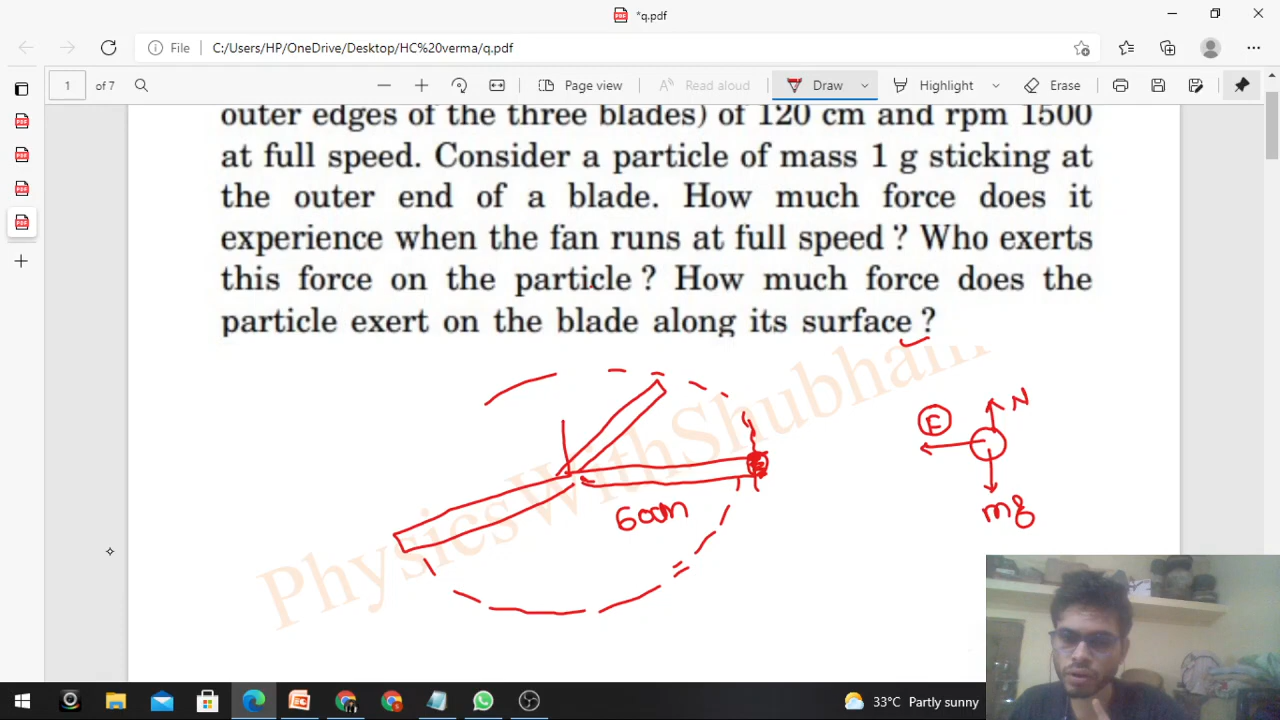 *q.pdf
File C:/Users/HP/OneDrive/Desktop/HC%20verma/q.pdf
1 of 7 Page view Read aloud Draw Highlight Erase
outer edges of the three blades) of 120 cm and rpm 1500
at full speed. Consider a particle of mass 1 g sticking at
the outer end of a blade. How much force does it
experience when the fan runs at full speed ? Who exerts
this force on the particle ? How much force does the
particle exert on the blade along its surface ?
PhysicsWithShubham
F N
60cm
mg
33°C Partly sunny